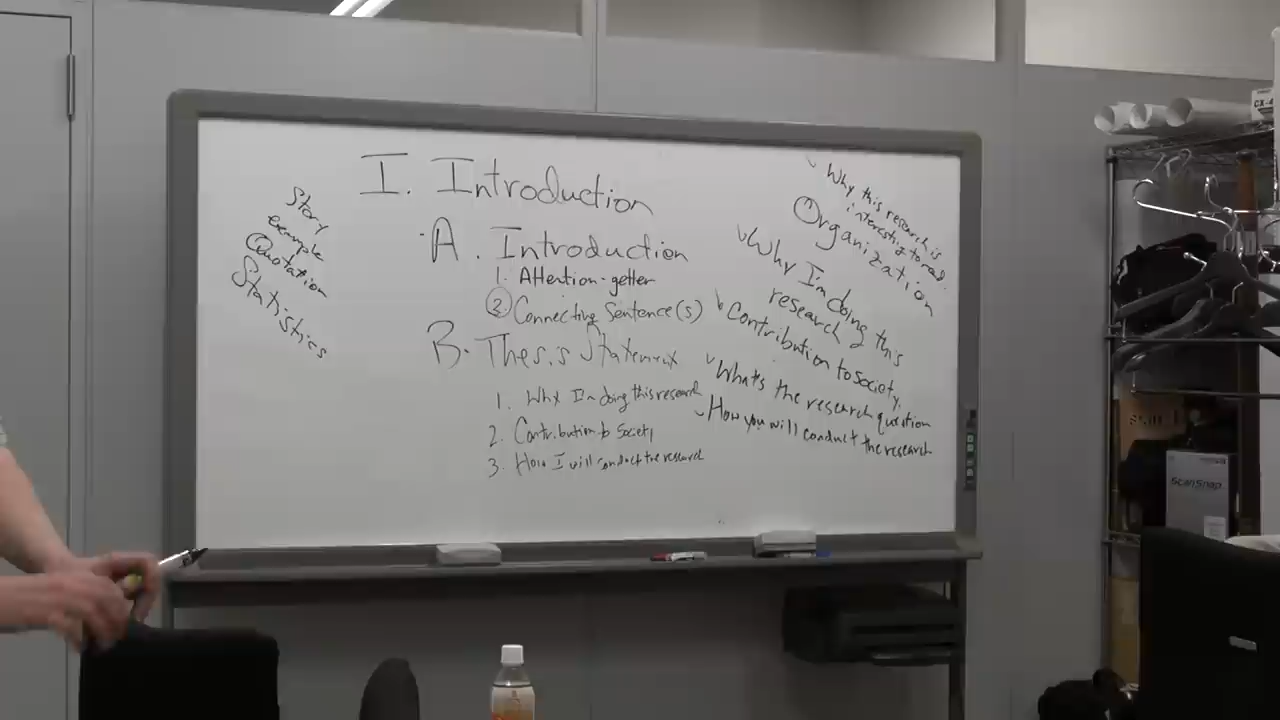 I. Introduction
A. Introduction
1. Attention-getter
2 Connecting Sentence(s)
B. Thesis Statement
1. Why I'm doing this research
2. Contribution to Society
3. How I will conduct the research
Story
example
Quotation
Statistics
Why this research is
interesting to read.
Organization
Why I'm doing this
research
Contribution to society.
What's the research question
How you will conduct the research
ScanSnap
CX-4